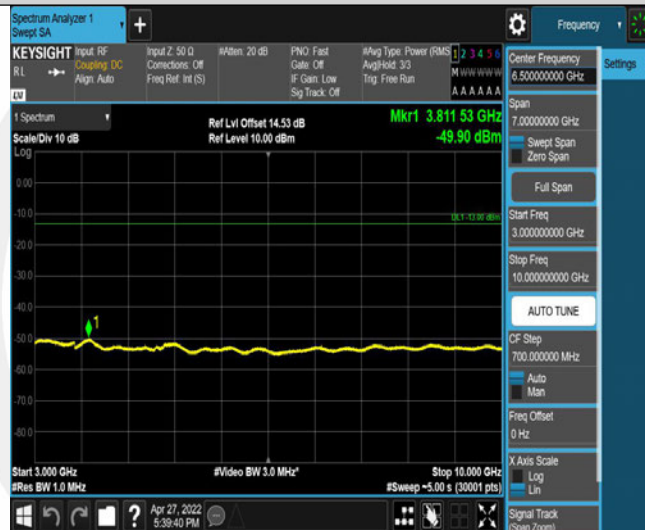 Spectrum Analyzer 1
Swept SA
Frequency
KEYSIGHT
RL
Input: RF
Coupling: DC
Align: Auto
Input Z: 50 Ω
Corrections: Off
Freq Ref: Int (S)
#Atten: 20 dB
PNO: Fast
Gate: Off
IF Gain: Low
Sig Track: Off
#Avg Type: Power (RMS
Avg|Hold: 3/3
Trig: Free Run
1 2 3 4 5 6
M W W W W W
A A A A A A
LXI
1 Spectrum
Scale/Div 10 dB
Log
Ref Lvl Offset 14.53 dB
Ref Level 10.00 dBm
Mkr1 3.811 53 GHz
-49.90 dBm
0.00
-10.0
DL1 -13.00 dBm
-20.0
-30.0
-40.0
1
-50.0
-60.0
-70.0
-80.0
Start 3.000 GHz
#Res BW 1.0 MHz
#Video BW 3.0 MHz*
Stop 10.000 GHz
#Sweep ~5.00 s (30001 pts)
Apr 27, 2022
5:39:40 PM
?
Center Frequency
6.500000000 GHz
Settings
Span
7.00000000 GHz
Swept Span
Zero Span
Full Span
Start Freq
3.000000000 GHz
Stop Freq
10.000000000 GHz
AUTO TUNE
CF Step
700.000000 MHz
Auto
Man
Freq Offset
0 Hz
X Axis Scale
Log
Lin
Signal Track
(Span Zoom)